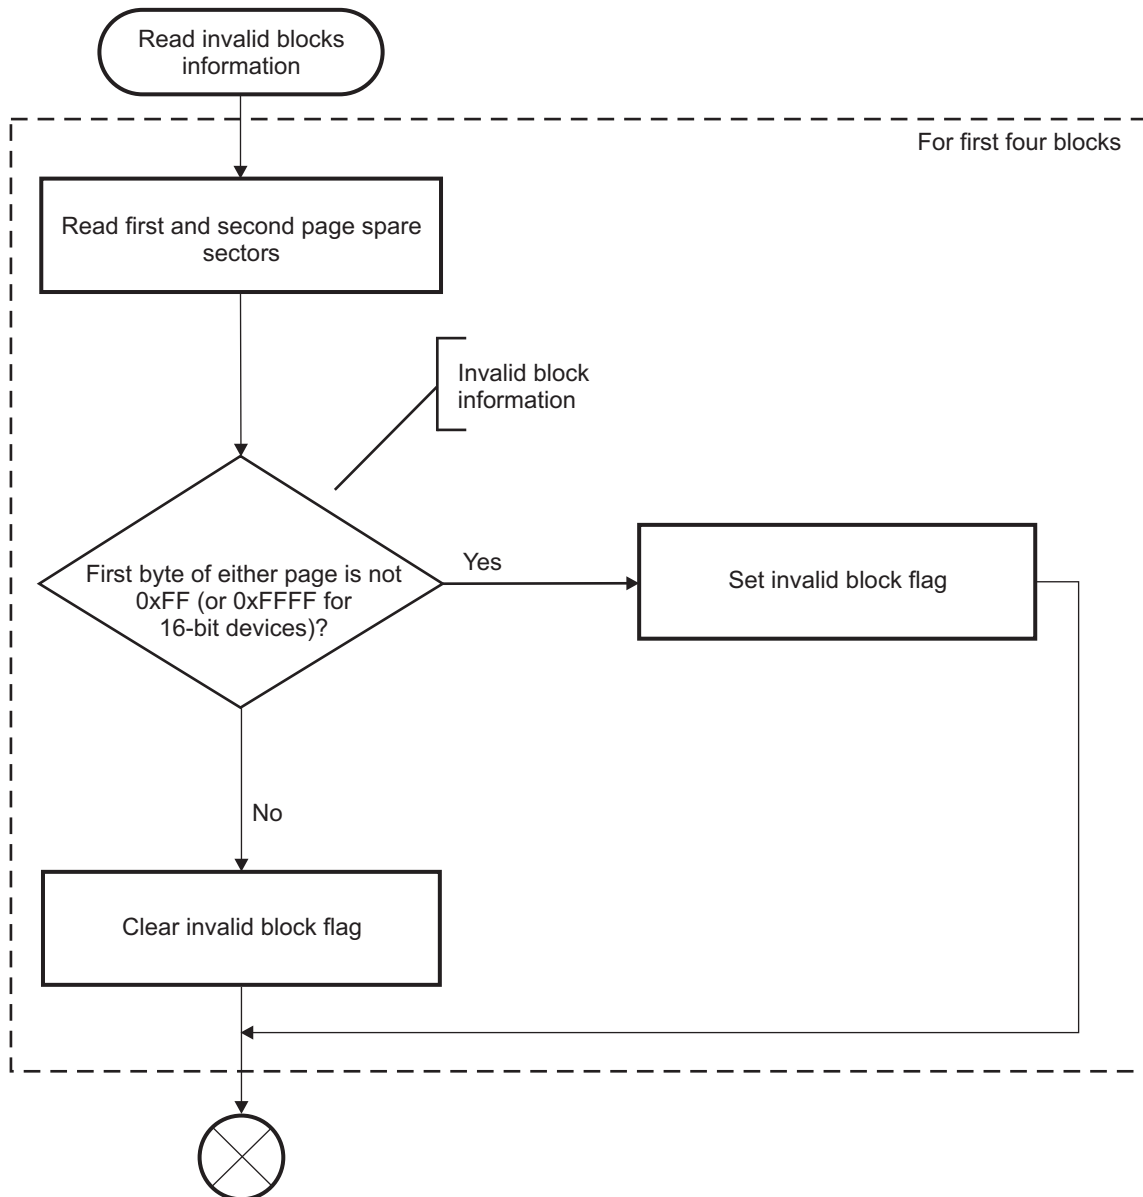 Read invalid blocks
information
For first four blocks
Read first and second page spare
sectors
Invalid block
information
First byte of either page is not
0xFF (or 0xFFFF for
16-bit devices)?
Yes
Set invalid block flag
No
Clear invalid block flag